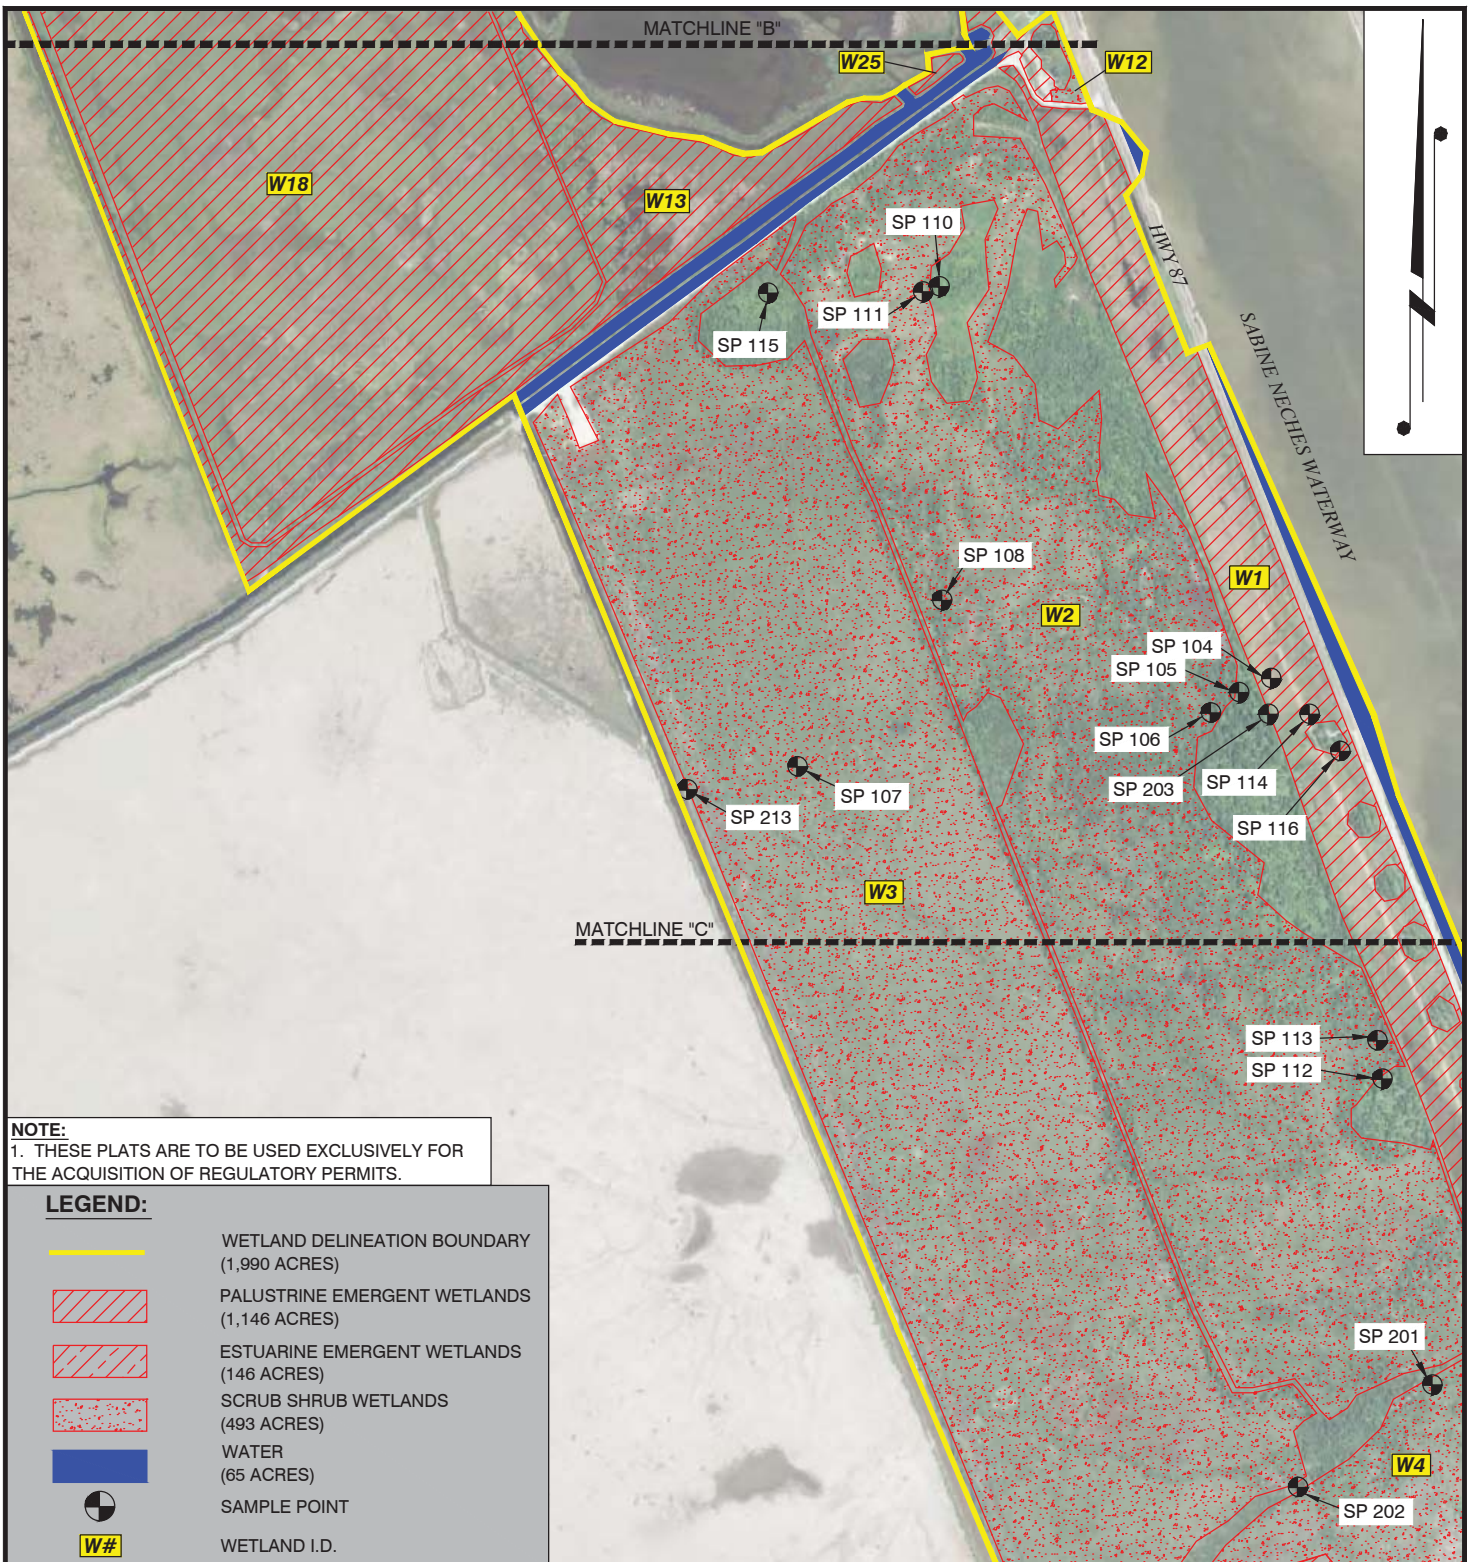 MATCHLINE "B"
W25
W12
W18
W13
SP 110
HWY 87
SP 111
SP 115
SABINE NECHES WATERWAY
SP 108
W1
W2
SP 104
SP 105
SP 106
SP 203
SP 114
SP 107
SP 213
SP 116
W3
MATCHLINE "C"
SP 113
SP 112
NOTE:
1. THESE PLATS ARE TO BE USED EXCLUSIVELY FOR
THE ACQUISITION OF REGULATORY PERMITS.
LEGEND:
WETLAND DELINEATION BOUNDARY
(1,990 ACRES)
PALUSTRINE EMERGENT WETLANDS
(1,146 ACRES)
ESTUARINE EMERGENT WETLANDS
(146 ACRES)
SCRUB SHRUB WETLANDS
(493 ACRES)
WATER
(65 ACRES)
SAMPLE POINT
W#
WETLAND I.D.
SP 201
W4
SP 202